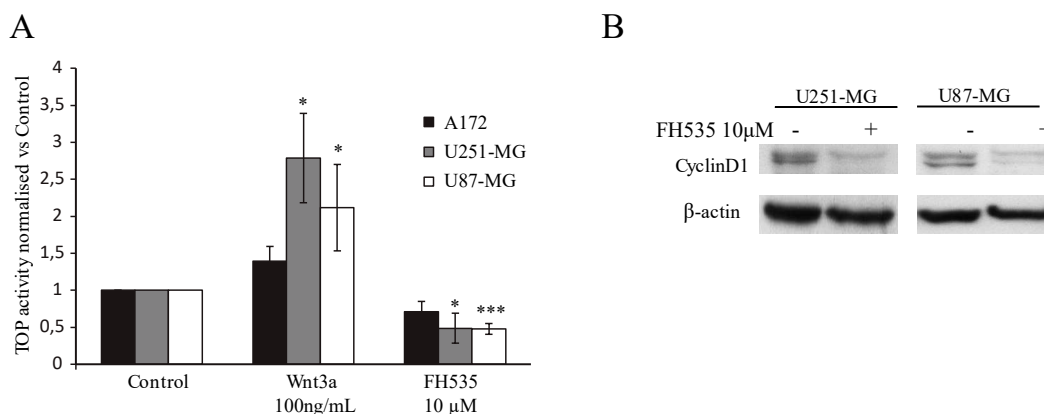 A
TOP activity normalised vs Control
4
3,5
3
2,5
2
1,5
1
0,5
0
A172
U251-MG
U87-MG
*
*
*
***
Control
Wnt3a
100ng/mL
FH535
10 µM
B
U251-MG U87-MG
FH535 10µM - + - +
CyclinD1
β-actin